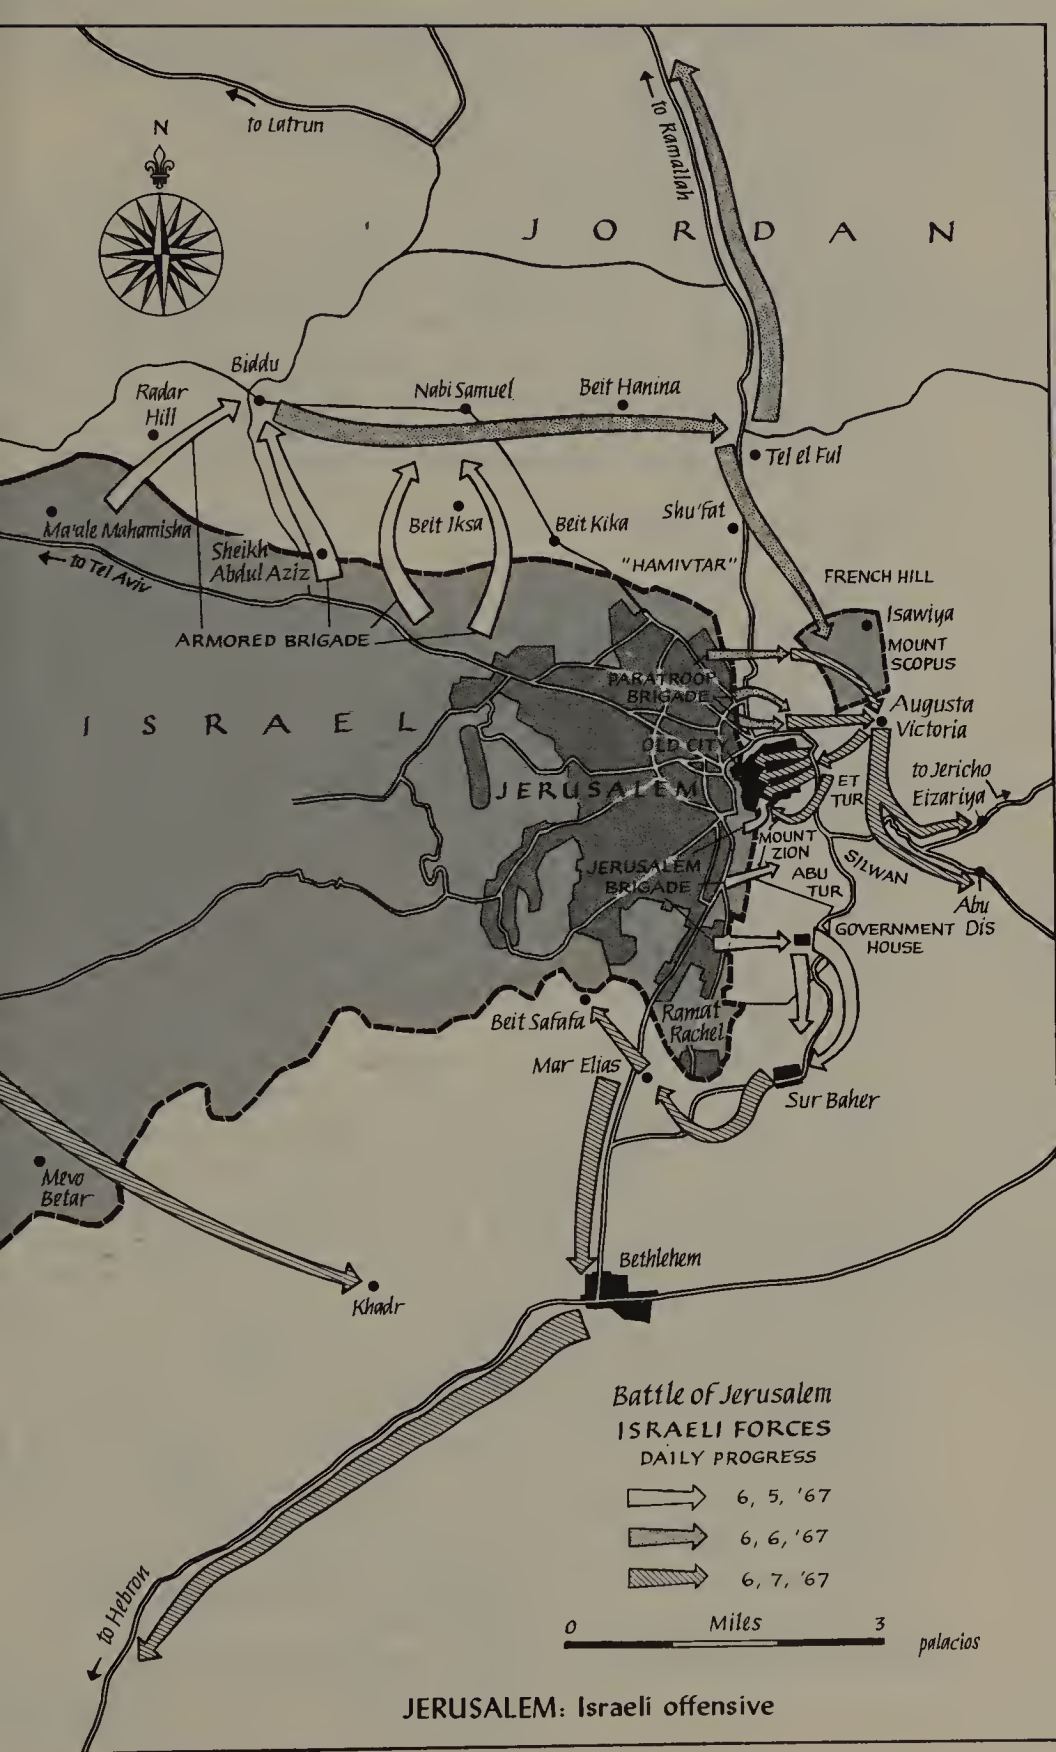 to Latrun
N
to Ramallah
JORDAN
Biddu
Radar
Hill
Nabi Samuel
Beit Hanina
Tel el Ful
Ma'ale Mahamisha
Beit Iksa
Beit Kika
Shu'fat
to Tel Aviv
Sheikh
Abdul Aziz
"HAMIVTAR"
FRENCH HILL
Isawiya
ARMORED BRIGADE
MOUNT
SCOPUS
PARATROOP
BRIGADE
Augusta
Victoria
ISRAEL
OLD CITY
JERUSALEM
ET
TUR
to Jericho
Eizariya
MOUNT
ZION
JERUSALEM
BRIGADE
ABU
TUR
SILWAN
Abu
Dis
GOVERNMENT
HOUSE
Beit Safafa
Ramat
Rachel
Mar Elias
Sur Baher
Mevo
Betar
Khadr
Bethlehem
to Hebron
Battle of Jerusalem
ISRAELI FORCES
DAILY PROGRESS
6, 5, '67
6, 6, '67
6, 7, '67
0 Miles 3
palacios
JERUSALEM: Israeli offensive